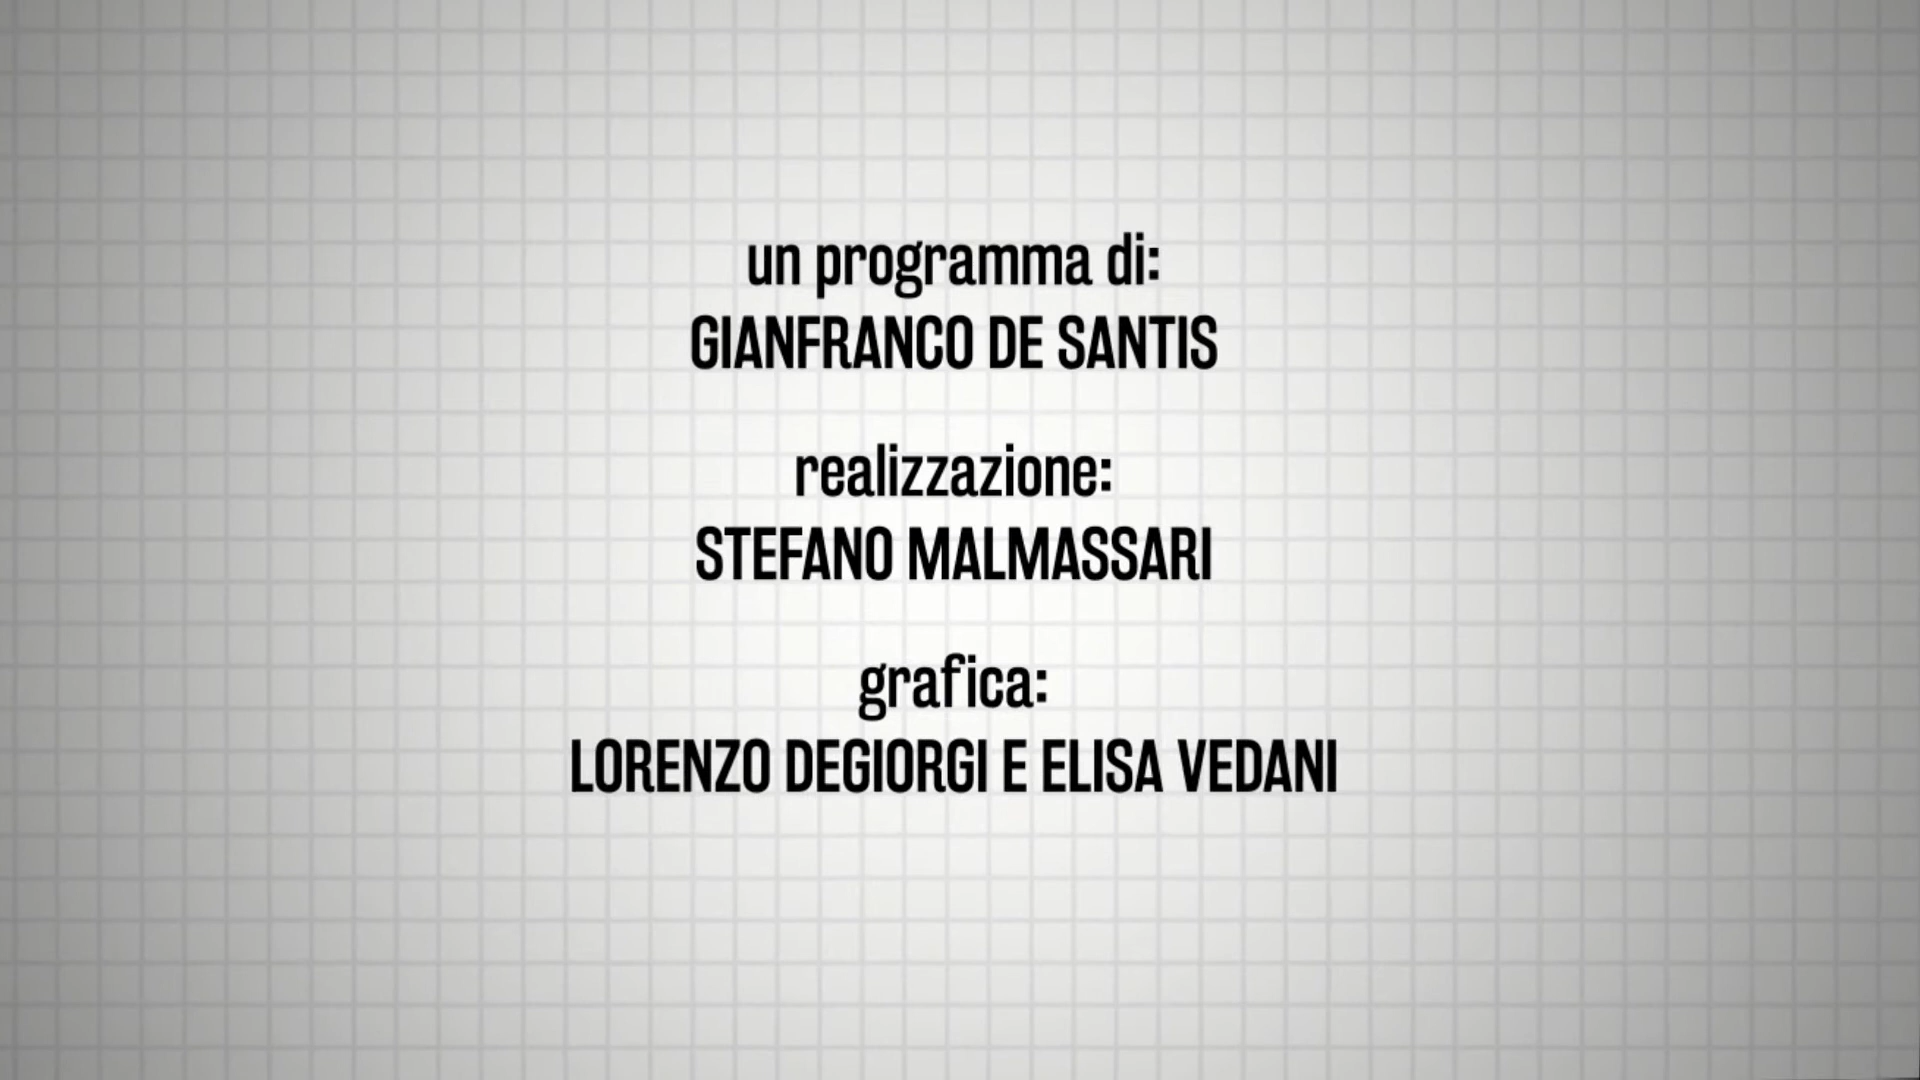 un programma di:
GIANFRANCO DE SANTIS
realizzazione:
STEFANO MALMASSARI
grafica:
LORENZO DEGIORGI E ELISA VEDANI